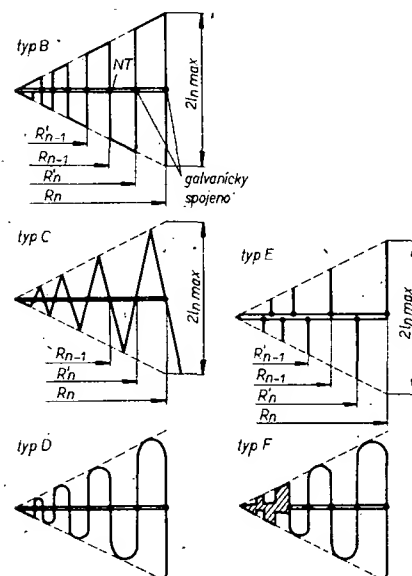 typ B
NT
2ln max
R'n-1
Rn-1
R'n
Rn
galvanicky
spojeno
typ C
2ln max
Rn-1
R'n
Rn
typ E
2ln max
R'n-1
Rn-1
R'n
Rn
typ D
typ F